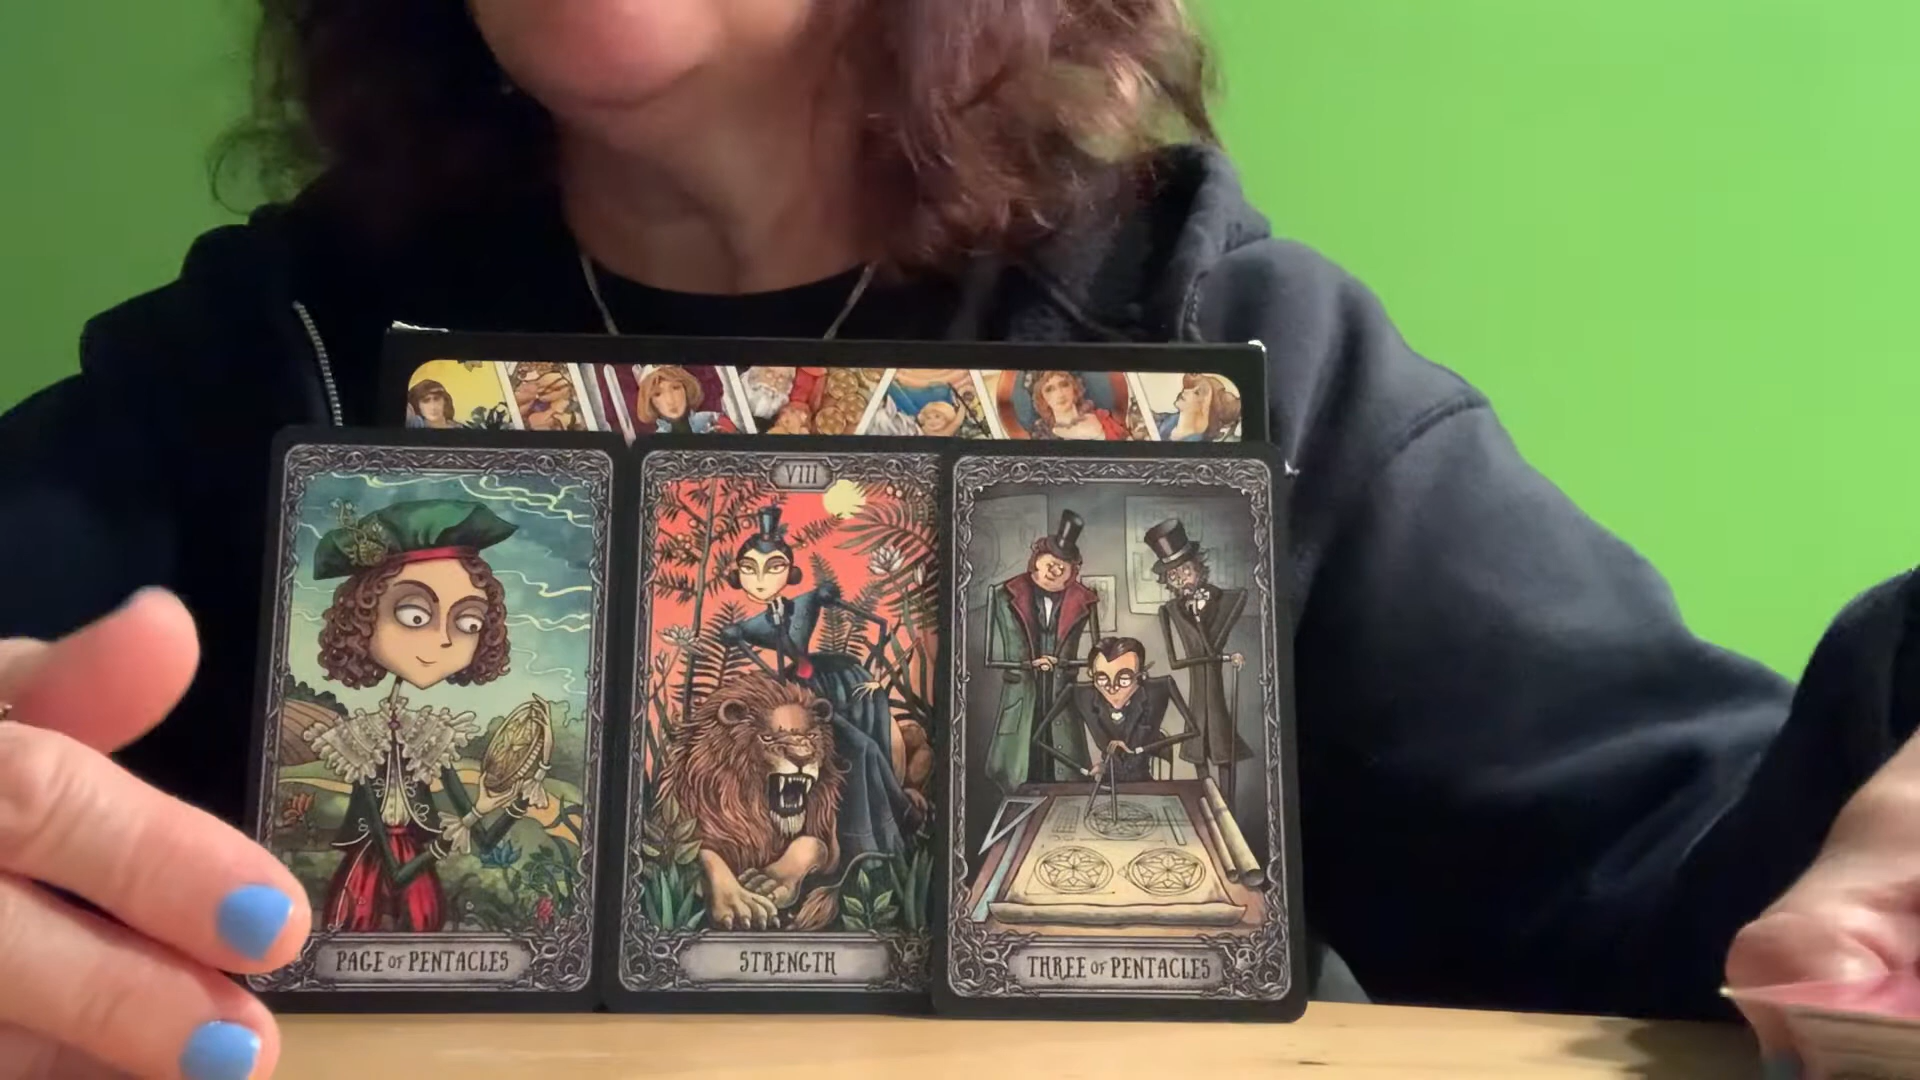 VIII
PAGE OF PENTACLES
STRENGTH
THREE OF PENTACLES